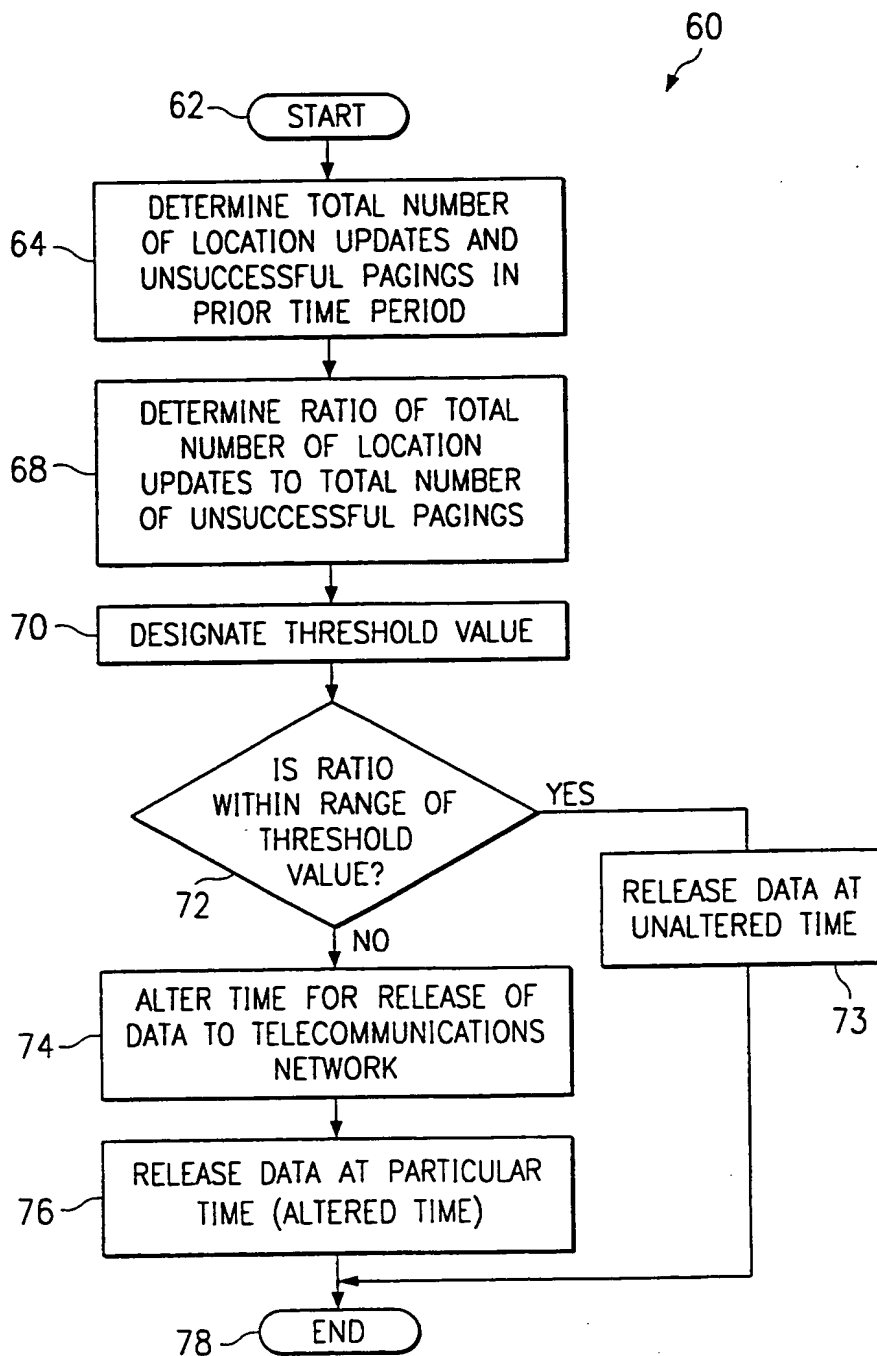 60
62
START
64
DETERMINE TOTAL NUMBER
OF LOCATION UPDATES AND
UNSUCCESSFUL PAGINGS IN
PRIOR TIME PERIOD
68
DETERMINE RATIO OF TOTAL
NUMBER OF LOCATION
UPDATES TO TOTAL NUMBER
OF UNSUCCESSFUL PAGINGS
70
DESIGNATE THRESHOLD VALUE
IS RATIO
WITHIN RANGE OF
THRESHOLD
VALUE?
72
YES
NO
RELEASE DATA AT
UNALTERED TIME
73
74
ALTER TIME FOR RELEASE OF
DATA TO TELECOMMUNICATIONS
NETWORK
76
RELEASE DATA AT PARTICULAR
TIME (ALTERED TIME)
78
END